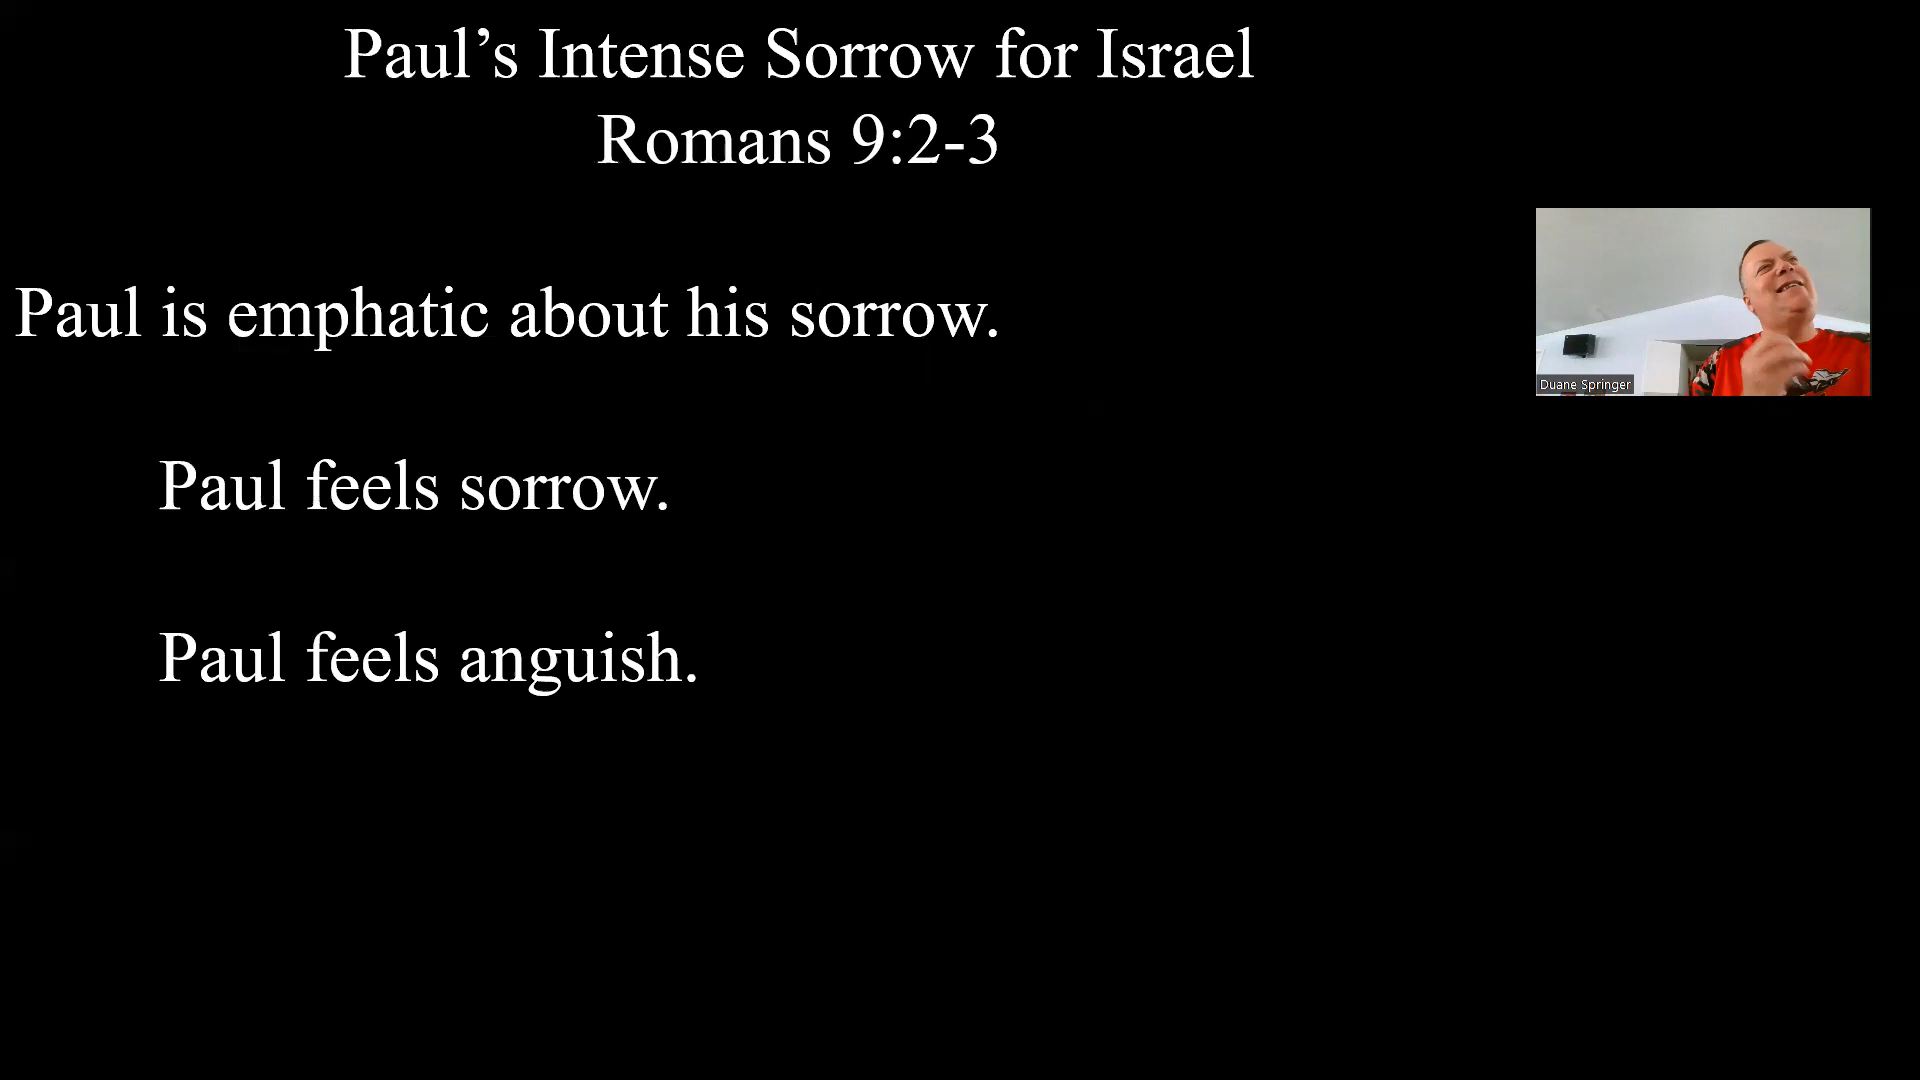 Paul’s Intense Sorrow for Israel
Romans 9:2-3
Paul is emphatic about his sorrow.
Paul feels sorrow.
Paul feels anguish.
Duane Springer